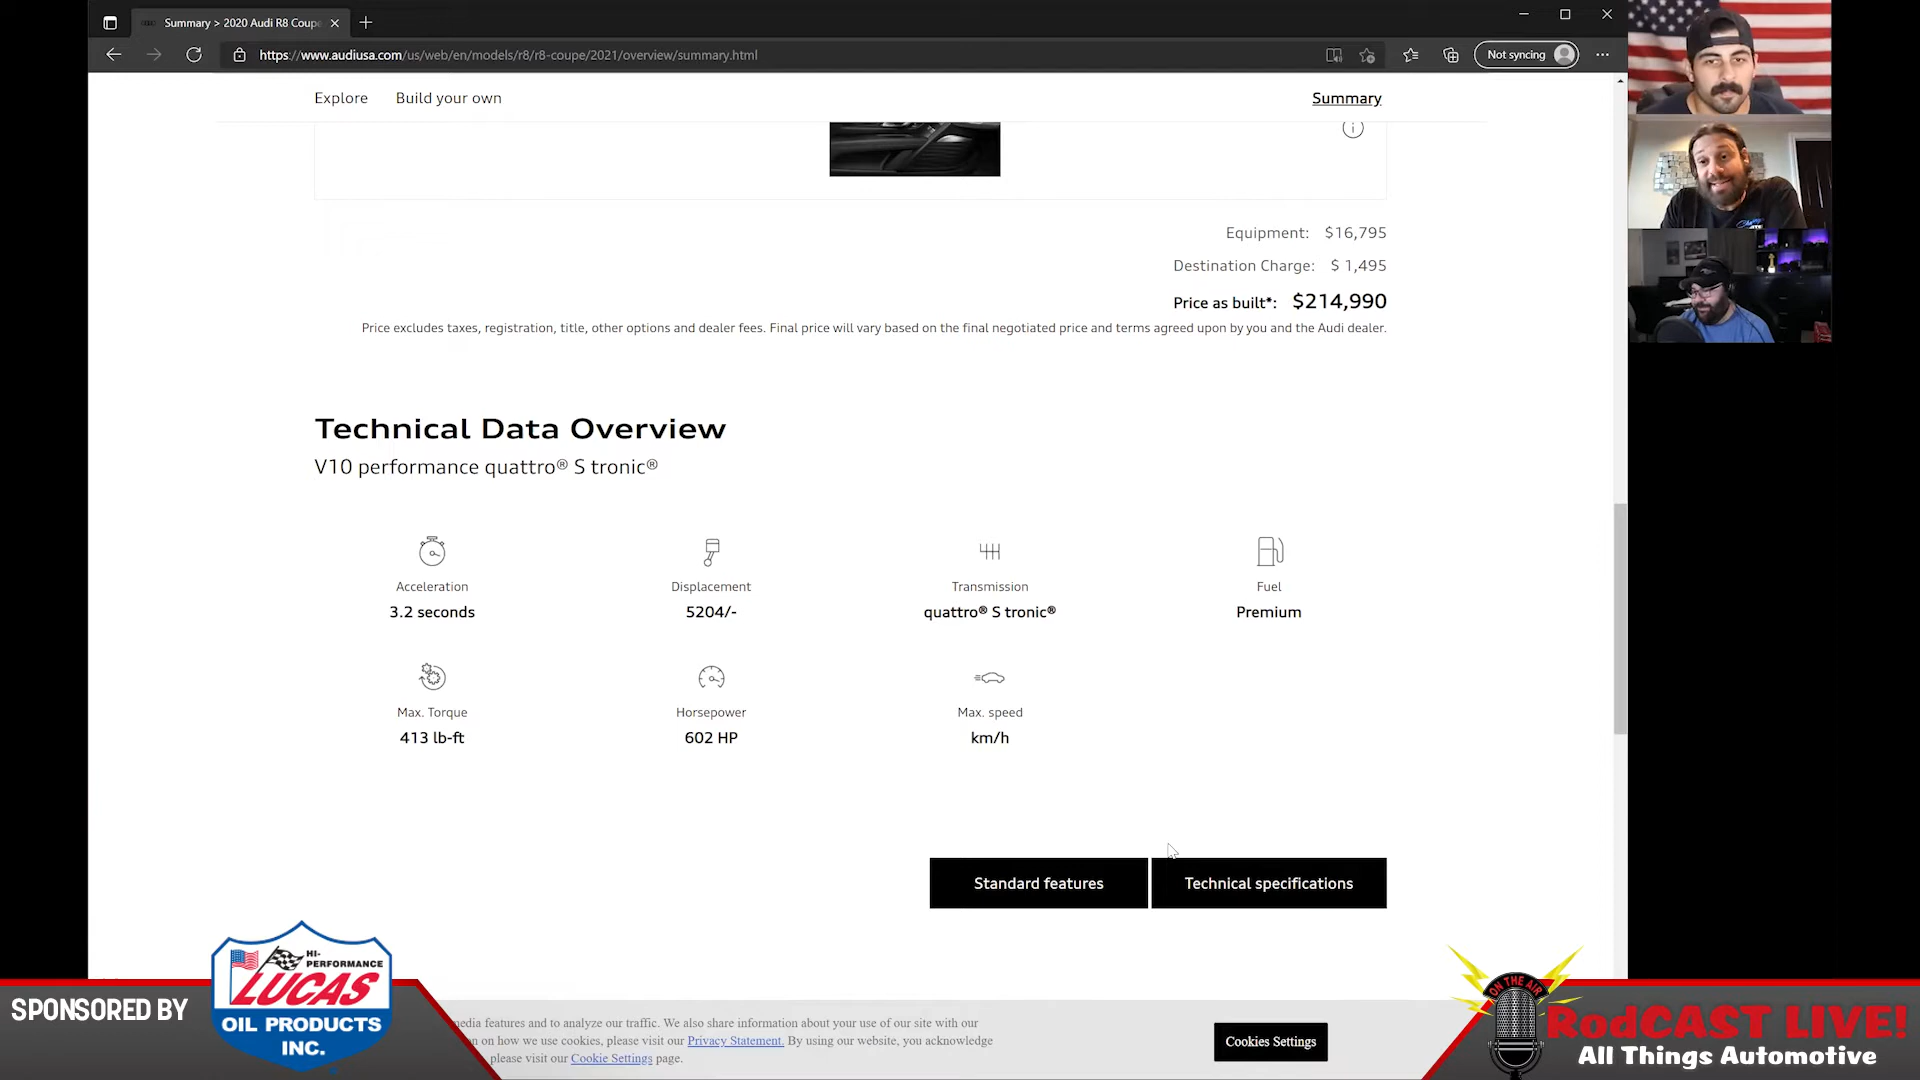 Summary > 2020 Audi R8 Coupe
https://www.audiusa.com/us/web/en/models/r8/r8-coupe/2021/overview/summary.html
Not syncing
Explore
Build your own
Summary
Equipment: $16,795
Destination Charge: $ 1,495
Price as built*: $214,990
Price excludes taxes, registration, title, other options and dealer fees. Final price will vary based on the final negotiated price and terms agreed upon by you and the Audi dealer.
Technical Data Overview
V10 performance quattro® S tronic®
Acceleration
3.2 seconds
Displacement
5204/-
Transmission
quattro® S tronic®
Fuel
Premium
Max. Torque
413 lb-ft
Horsepower
602 HP
Max. speed
km/h
Standard features
Technical specifications
media features and to analyze our traffic. We also share information about your use of our site with our
on on how we use cookies, please visit our Privacy Statement. By using our website, you acknowledge
please visit our Cookie Settings page.
Cookies Settings
SPONSORED BY
HI-
PERFORMANCE
LUCAS
OIL PRODUCTS
INC.
ON THE AIR
RodCAST LIVE!
All Things Automotive